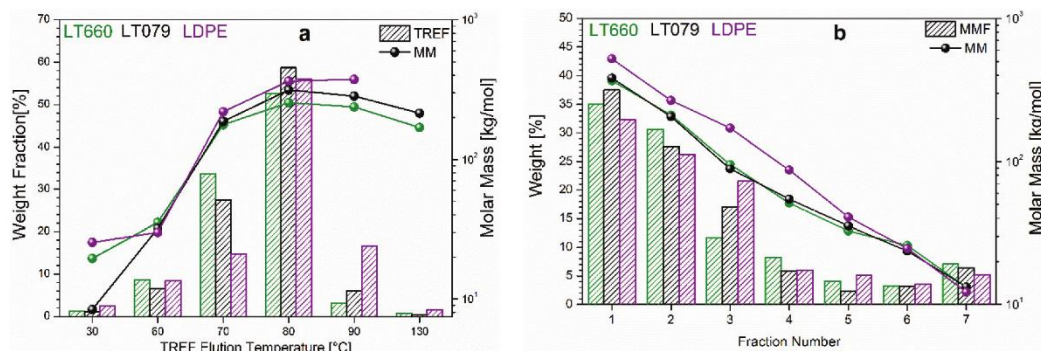 LT660 LT079 LDPE
a
TREF
MM
Weight Fraction[%]
70
60
50
40
30
20
10
0
30 60 70 80 90 130
TREF Elution Temperature [°C]
Molar Mass [kg/mol]
10³
10²
10¹
LT660 LT079 LDPE
b
MMF
MM
Weight [%]
50
45
40
35
30
25
20
15
10
5
0
1 2 3 4 5 6 7
Fraction Number
Molar Mass [kg/mol]
10³
10²
10¹